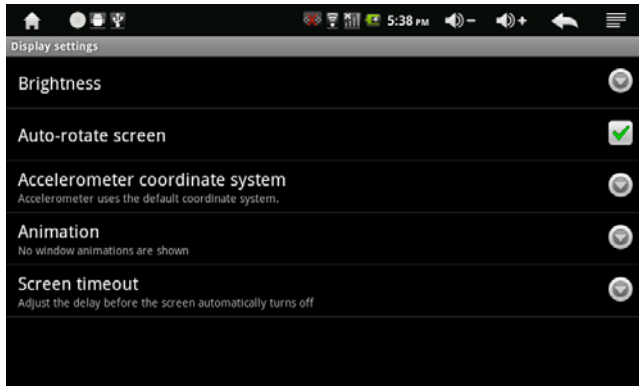 5:38 PM
Display settings
Brightness
Auto-rotate screen
Accelerometer coordinate system
Accelerometer uses the default coordinate system.
Animation
No window animations are shown
Screen timeout
Adjust the delay before the screen automatically turns off